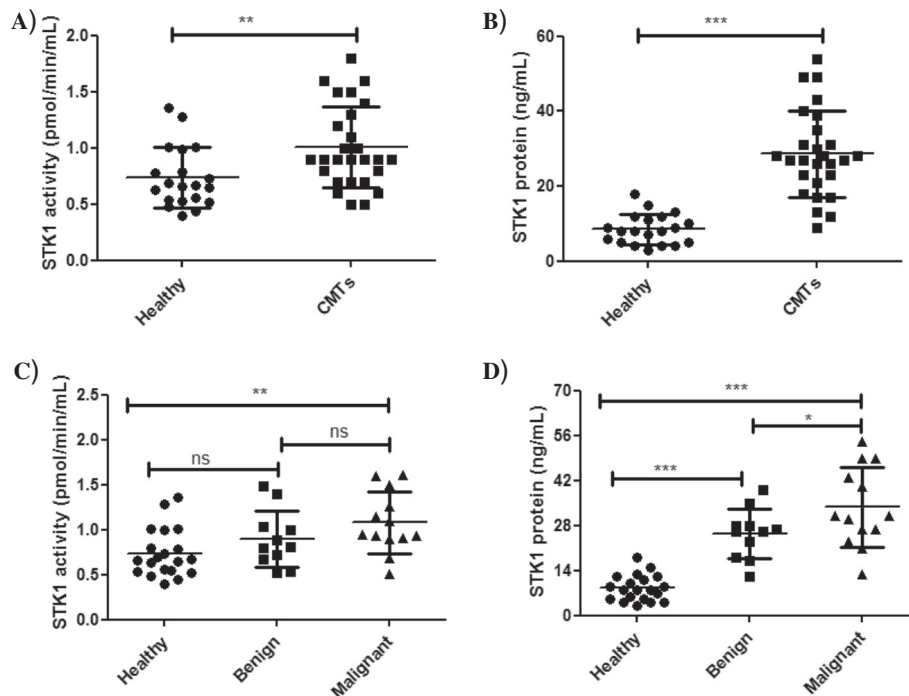 A)
**
STK1 activity (pmol/min/mL)
2.0
1.5
1.0
0.5
0.0
Healthy
CMTs
B)
***
STK1 protein (ng/mL)
60
40
20
0
Healthy
CMTs
C)
**
ns
ns
STK1 activity (pmol/min/mL)
2.5
2.0
1.5
1.0
0.5
0.0
Healthy
Benign
Malignant
D)
***
*
***
STK1 protein (ng/mL)
70
56
42
28
14
0
Healthy
Benign
Malignant